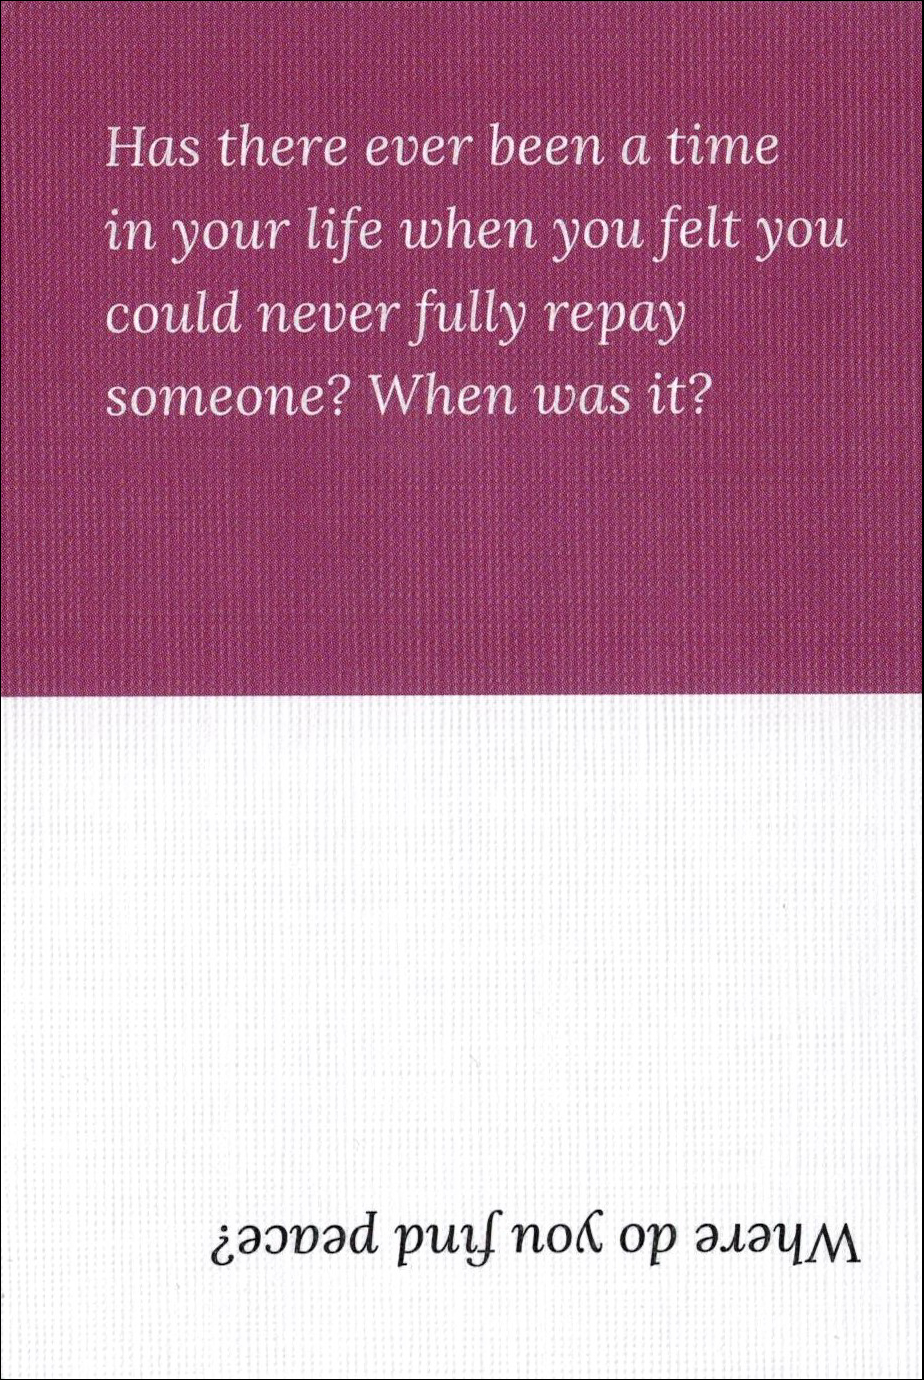 Has there ever been a time
in your life when you felt you
could never fully repay
someone? When was it?
Where do you find peace?